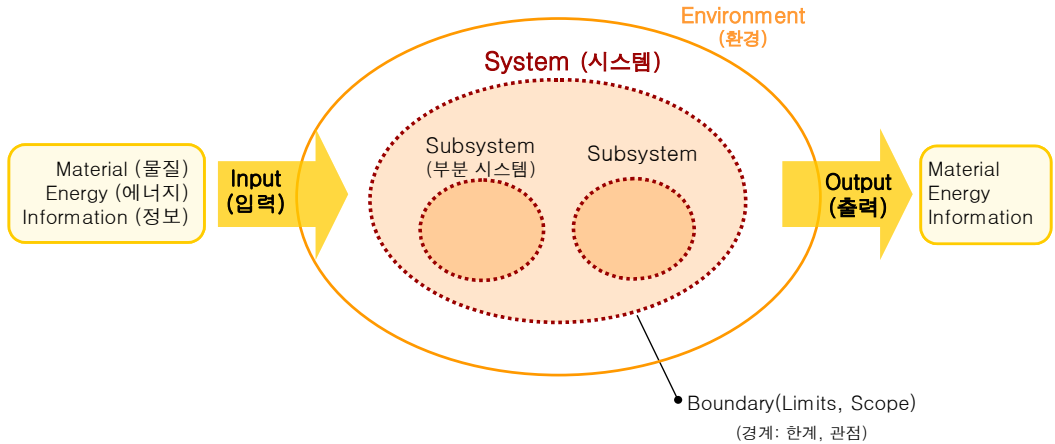 Environment
(환경)
System (시스템)
Subsystem
(부분 시스템)
Subsystem
Material (물질)
Energy (에너지)
Information (정보)
Input
(입력)
Output
(출력)
Material
Energy
Information
Boundary(Limits, Scope)
(경계: 한계, 관점)